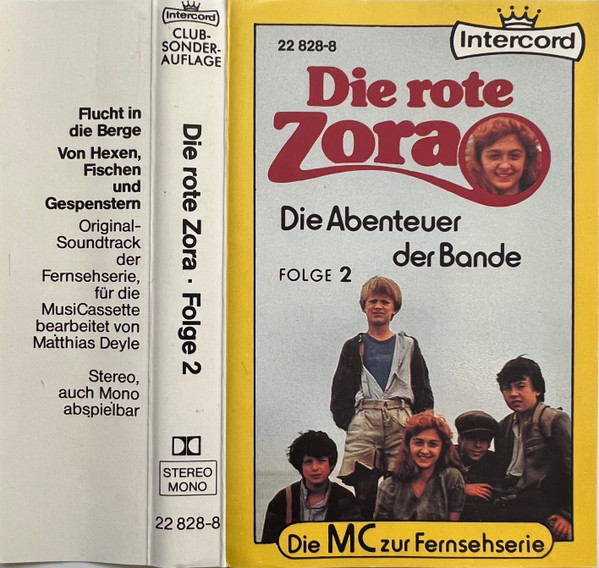 Flucht in
die Berge
Von Hexen,
Fischen
und
Gespenstern
Original-
Soundtrack
der
Fernsehserie,
für die
MusiCassette
bearbeitet von
Matthias Deyle
Stereo,
auch Mono
abspielbar
Intercord
CLUB-
SONDER-
AUFLAGE
Die rote Zora · Folge 2
STEREO
MONO
22 828-8
Intercord
22 828-8
Die rote
Zora
Die Abenteuer
der Bande
FOLGE 2
Die MC zur Fernsehserie